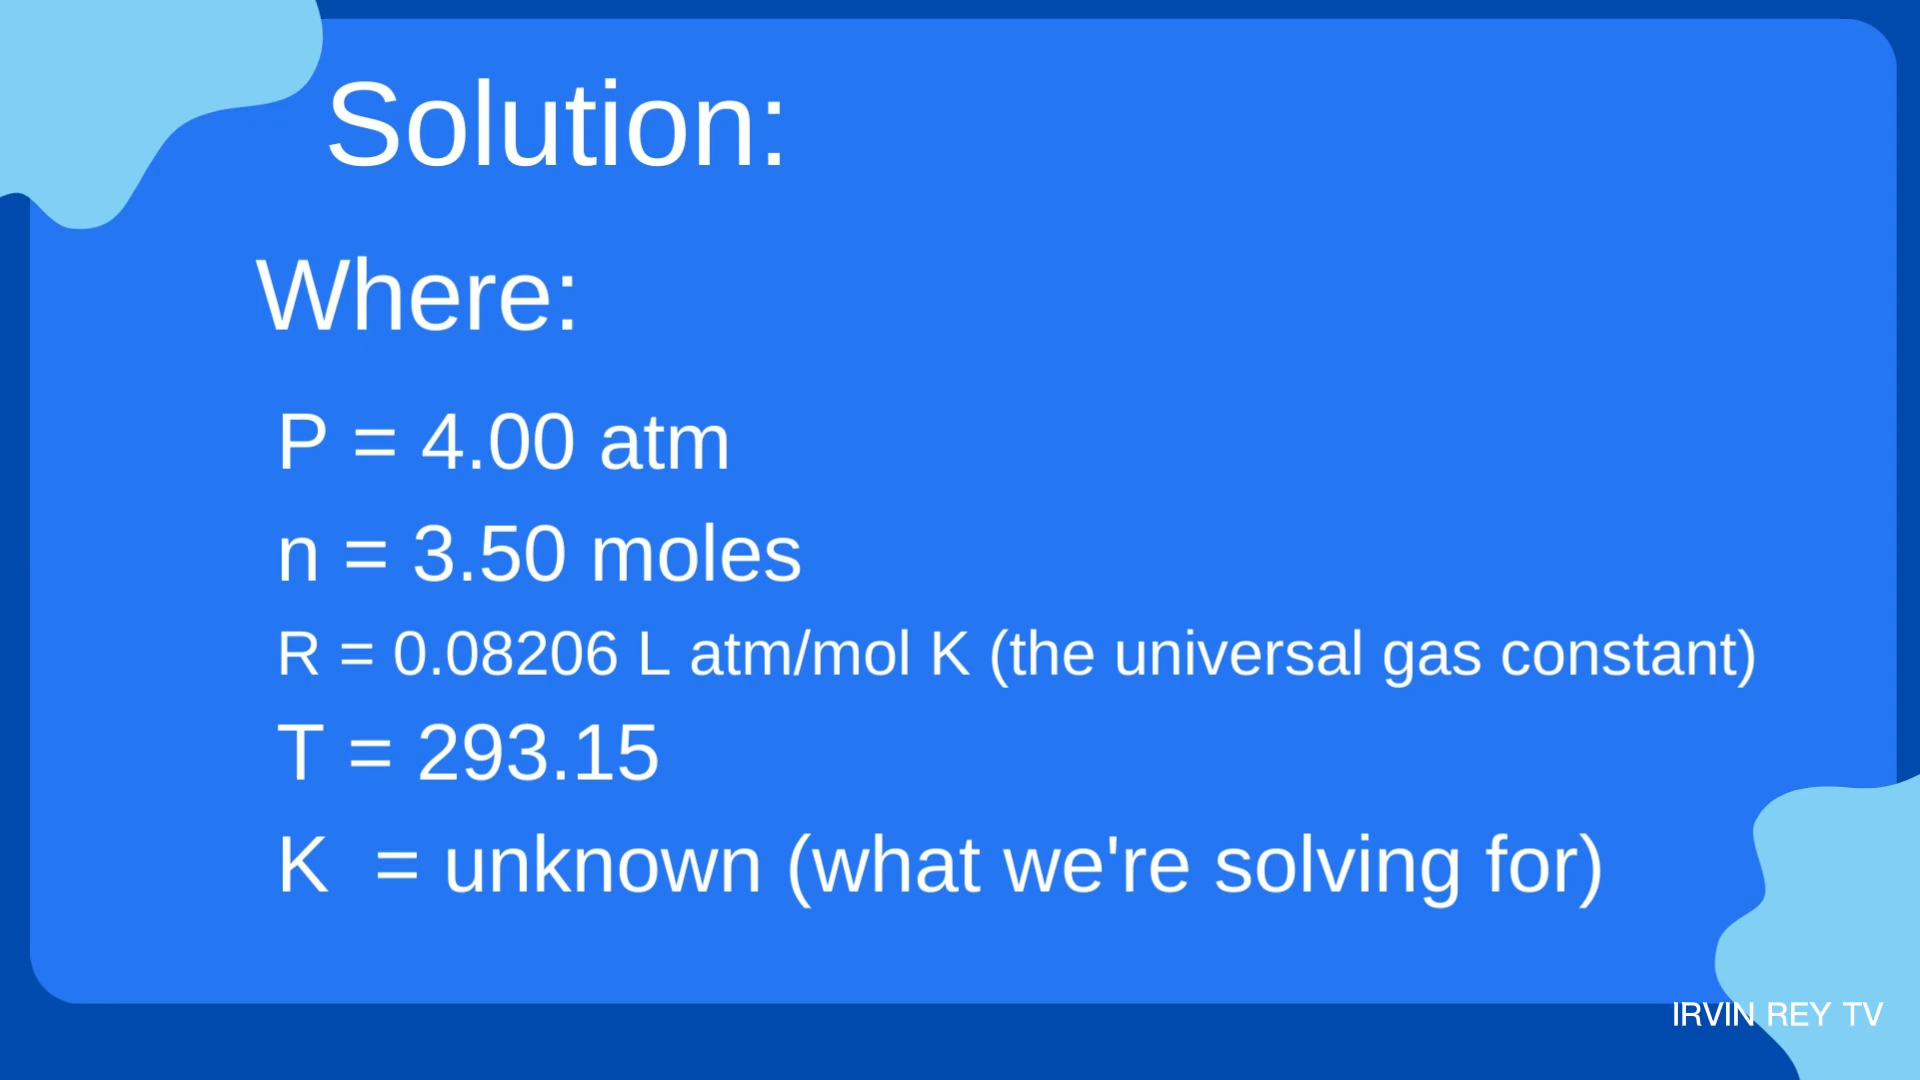 Solution:
Where:
P = 4.00 atm
n = 3.50 moles
R = 0.08206 L atm/mol K (the universal gas constant)
T = 293.15
K = unknown (what we're solving for)
IRVIN REY TV